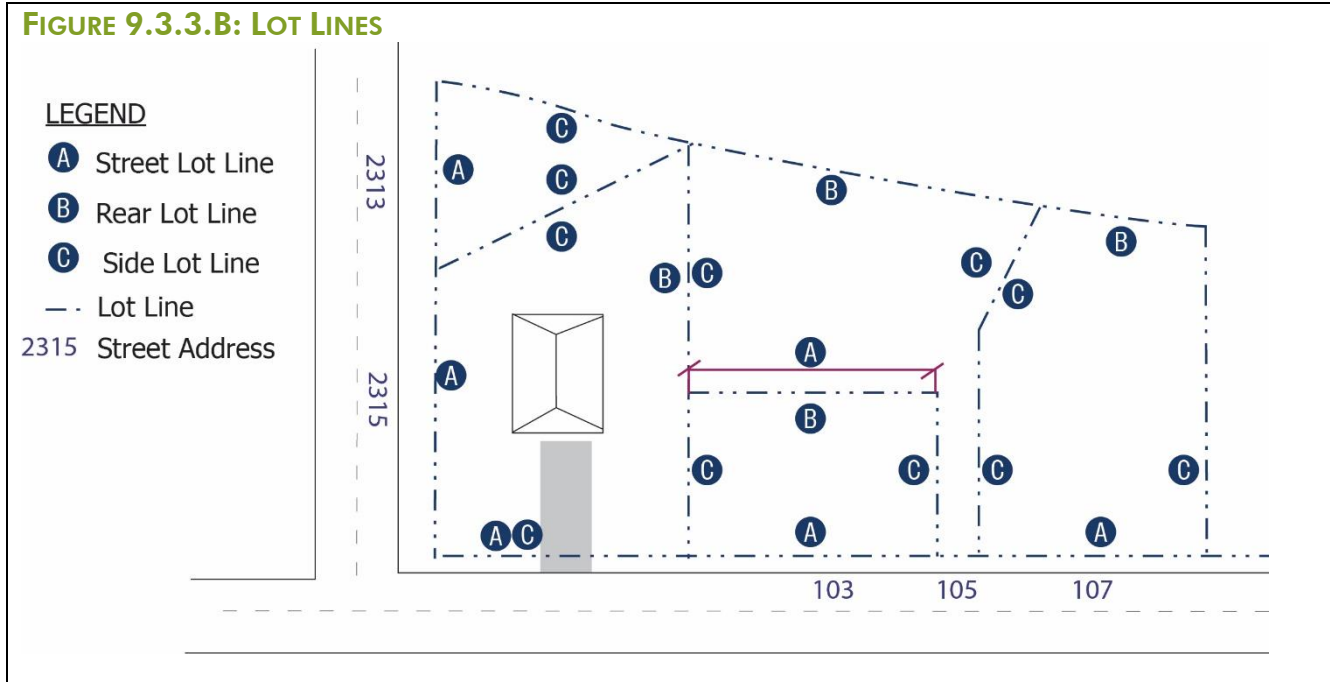 FIGURE 9.3.3.B: LOT LINES
LEGEND
A Street Lot Line
B Rear Lot Line
C Side Lot Line
Lot Line
2315 Street Address
2313
2315
A
C
C
C
B
C
B
C
C
B
A
A
B
C
C
C
C
A C
A
A
103 105 107